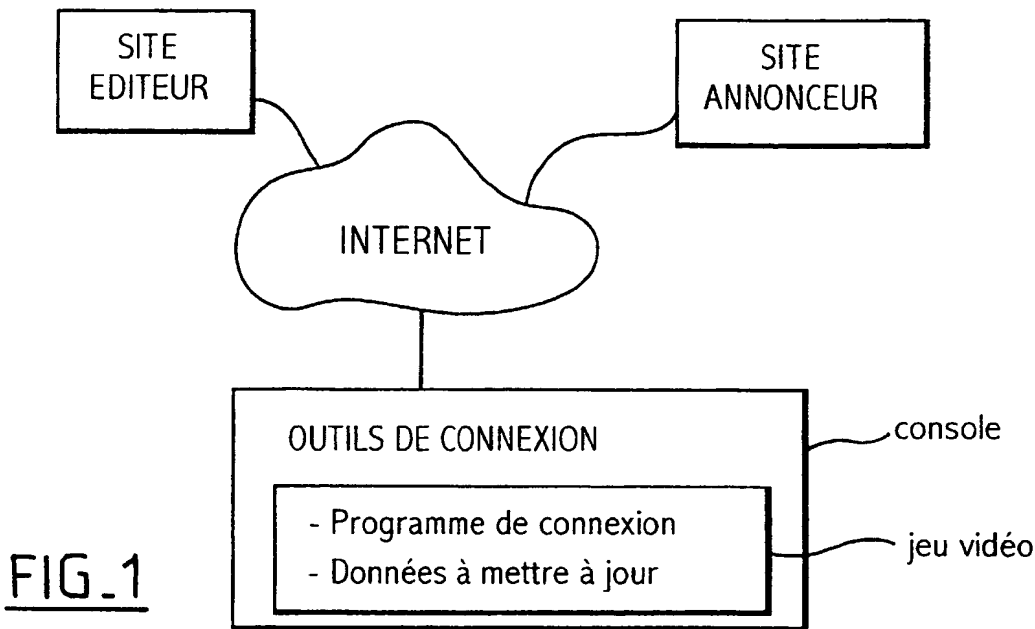 SITE
EDITEUR
SITE
ANNONCEUR
INTERNET
OUTILS DE CONNEXION
console
- Programme de connexion
- Données à mettre à jour
jeu vidéo
FIG_1